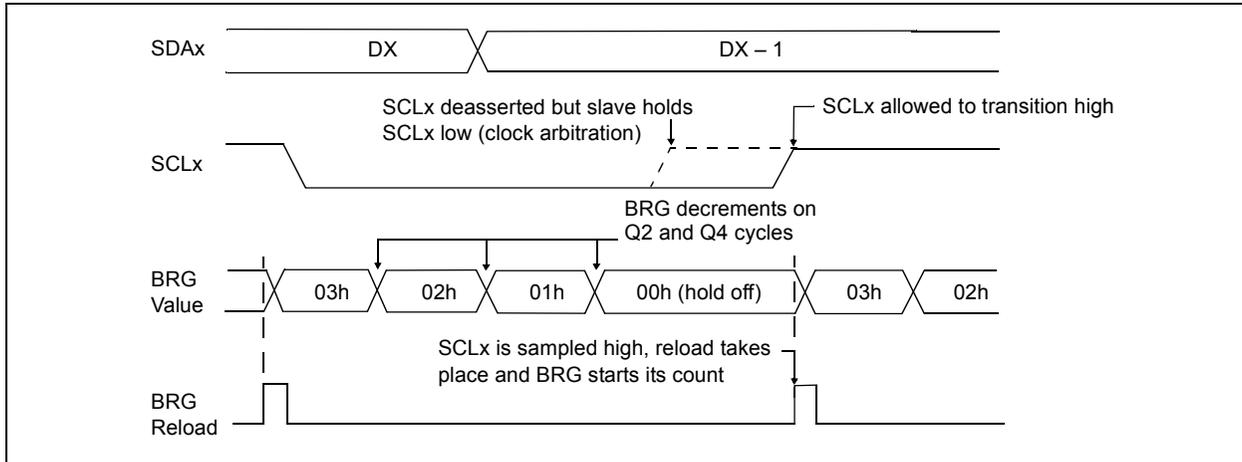 SDAx
DX
DX – 1
SCLx deasserted but slave holds
SCLx low (clock arbitration)
SCLx allowed to transition high
SCLx
BRG decrements on
Q2 and Q4 cycles
BRG
Value
03h
02h
01h
00h (hold off)
03h
02h
SCLx is sampled high, reload takes
place and BRG starts its count
BRG
Reload